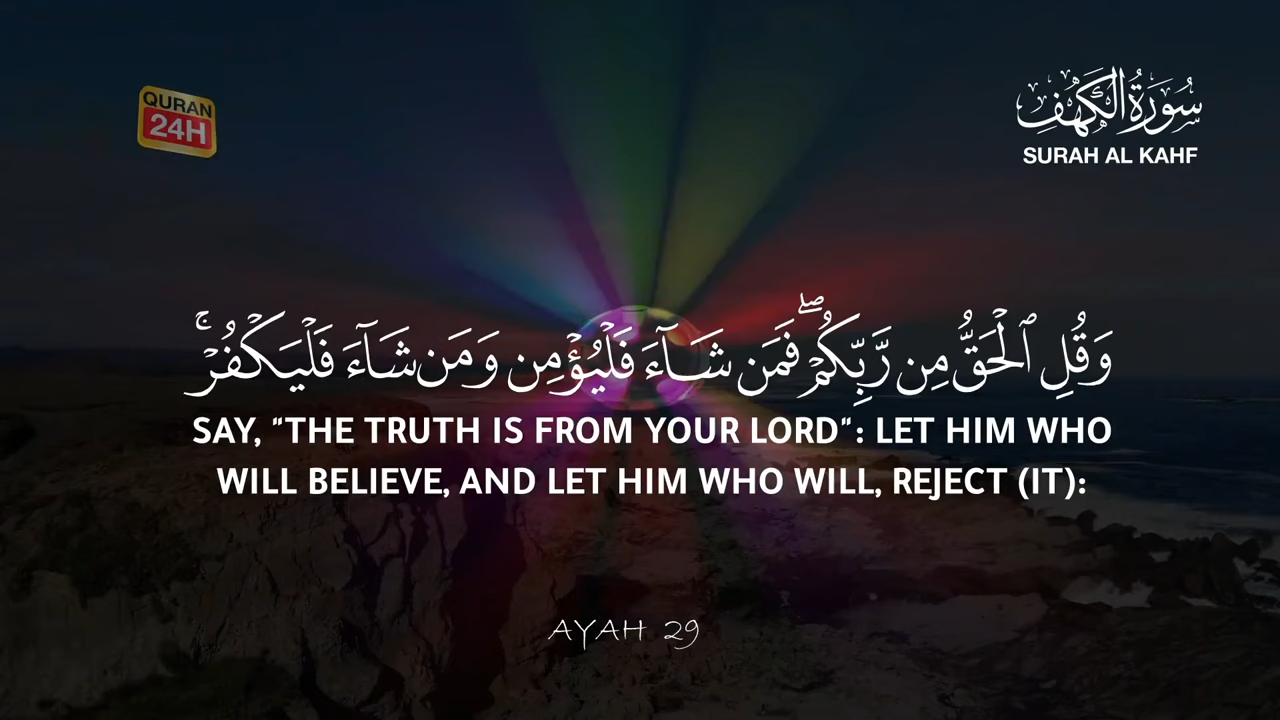 QURAN
24H
سُورَةُ الكَهْفِ
SURAH AL KAHF
وَقُلِ ٱلْحَقُّ مِن رَّبِّكُمْ ۖ فَمَن شَآءَ فَلْيُؤْمِن وَمَن شَآءَ فَلْيَكْفُرْ ۚ
SAY, "THE TRUTH IS FROM YOUR LORD": LET HIM WHO
WILL BELIEVE, AND LET HIM WHO WILL, REJECT (IT):
AYAH 29